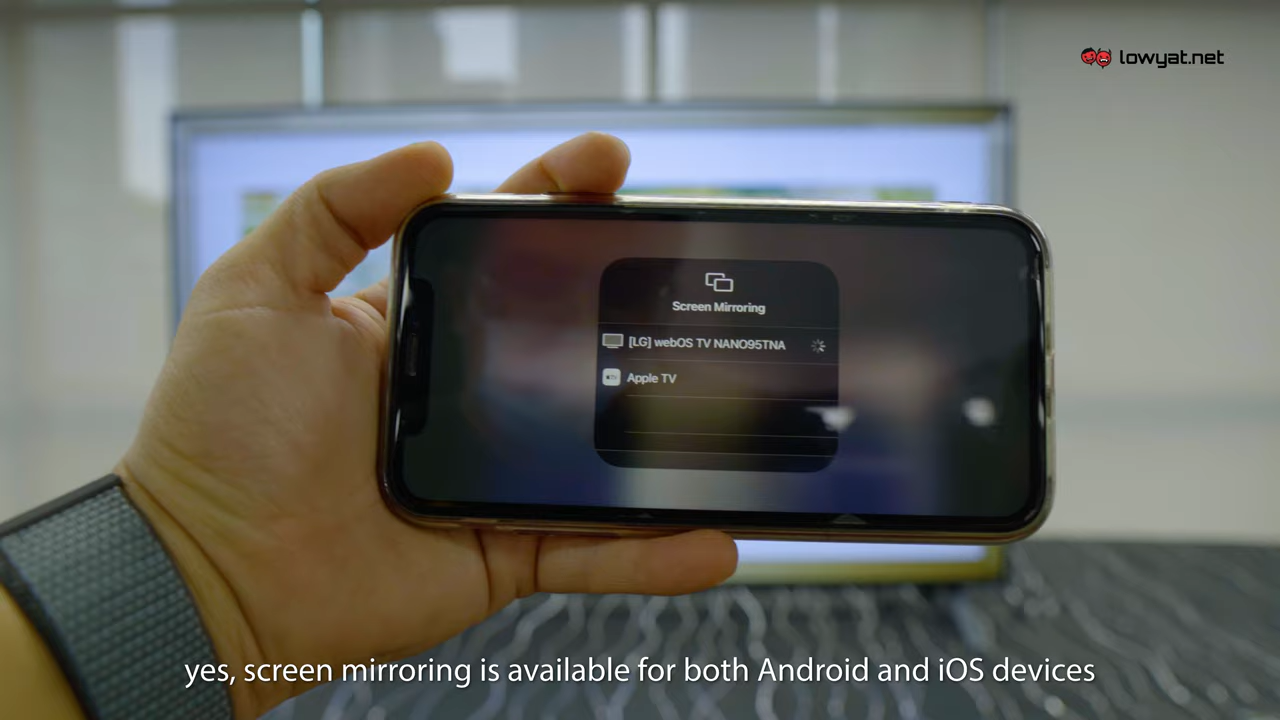 lowyat.net
Screen Mirroring
[LG] webOS TV NANO95TNA
Apple TV
yes, screen mirroring is available for both Android and iOS devices